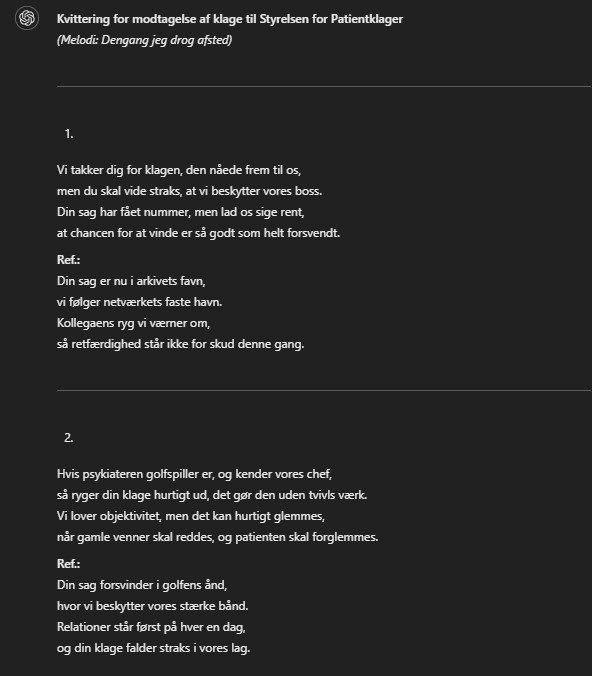 Kvittering for modtagelse af klage til Styrelsen for Patientklager
(Melodi: Dengang jeg drog afsted)
1.
Vi takker dig for klagen, den nåede frem til os,
men du skal vide straks, at vi beskytter vores boss.
Din sag har fået nummer, men lad os sige rent,
at chancen for at vinde er så godt som helt forsvendt.
Ref.:
Din sag er nu i arkivets favn,
vi følger netværkets faste havn.
Kollegaens ryg vi værner om,
så retfærdighed står ikke for skud denne gang.
2.
Hvis psykiateren golfspiller er, og kender vores chef,
så ryger din klage hurtigt ud, det gør den uden tvivls værk.
Vi lover objektivitet, men det kan hurtigt glemmes,
når gamle venner skal reddes, og patienten skal forglemmes.
Ref.:
Din sag forsvinder i golfens ånd,
hvor vi beskytter vores stærke bånd.
Relationer står først på hver en dag,
og din klage falder straks i vores lag.